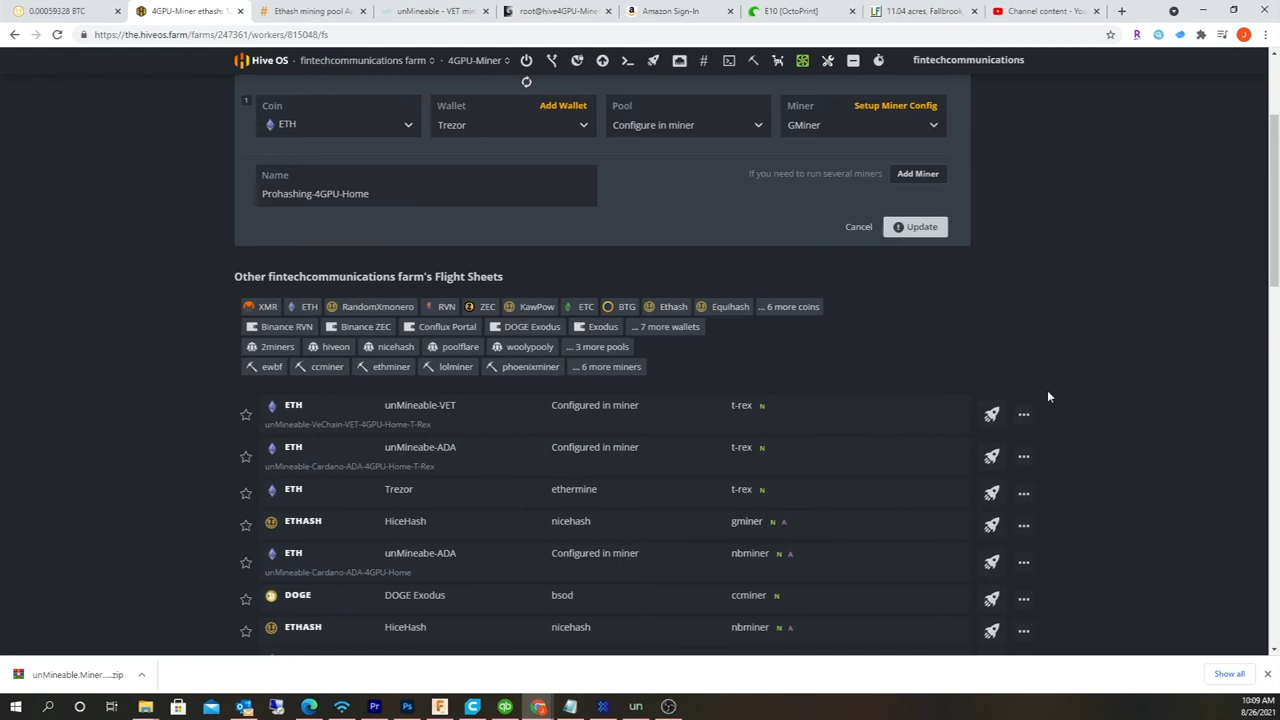 0.00059328 BTC
4GPU-Miner ethash: 1
Ethash mining pool A
unMineable - VET min
root@hive4GPU-Mine
Amazon Sign-In
E10 [OctoPrint]
11.04 acres, Fallbrook,
Channel content - Yo
https://the.hiveos.farm/farms/247361/workers/815048/fs
Hive OS fintechcommunications farm 4GPU-Miner fintechcommunications
1 Coin Wallet Add Wallet Pool Miner Setup Miner Config
ETH Trezor Configure in miner GMiner
Name If you need to run several miners Add Miner
Prohashing-4GPU-Home
Cancel Update
Other fintechcommunications farm's Flight Sheets
XMR ETH RandomXmonero RVN ZEC KawPow ETC BTG Ethash Equihash ... 6 more coins
Binance RVN Binance ZEC Conflux Portal DOGE Exodus Exodus ... 7 more wallets
2miners hiveon nicehash poolflare woolypooly ... 3 more pools
ewbf ccminer ethminer lolminer phoenixminer ... 6 more miners
ETH unMineable-VET Configured in miner t-rex N
unMineable-VeChain-VET-4GPU-Home-T-Rex
ETH unMineabe-ADA Configured in miner t-rex N
unMineable-Cardano-ADA-4GPU-Home-T-Rex
ETH Trezor ethermine t-rex N
ETHASH HiceHash nicehash gminer N A
ETH unMineabe-ADA Configured in miner nbminer N A
unMineable-Cardano-ADA-4GPU-Home
DOGE DOGE Exodus bsod ccminer N
ETHASH HiceHash nicehash nbminer N A
unMineable.Miner.....zip Show all
10:09 AM
8/26/2021